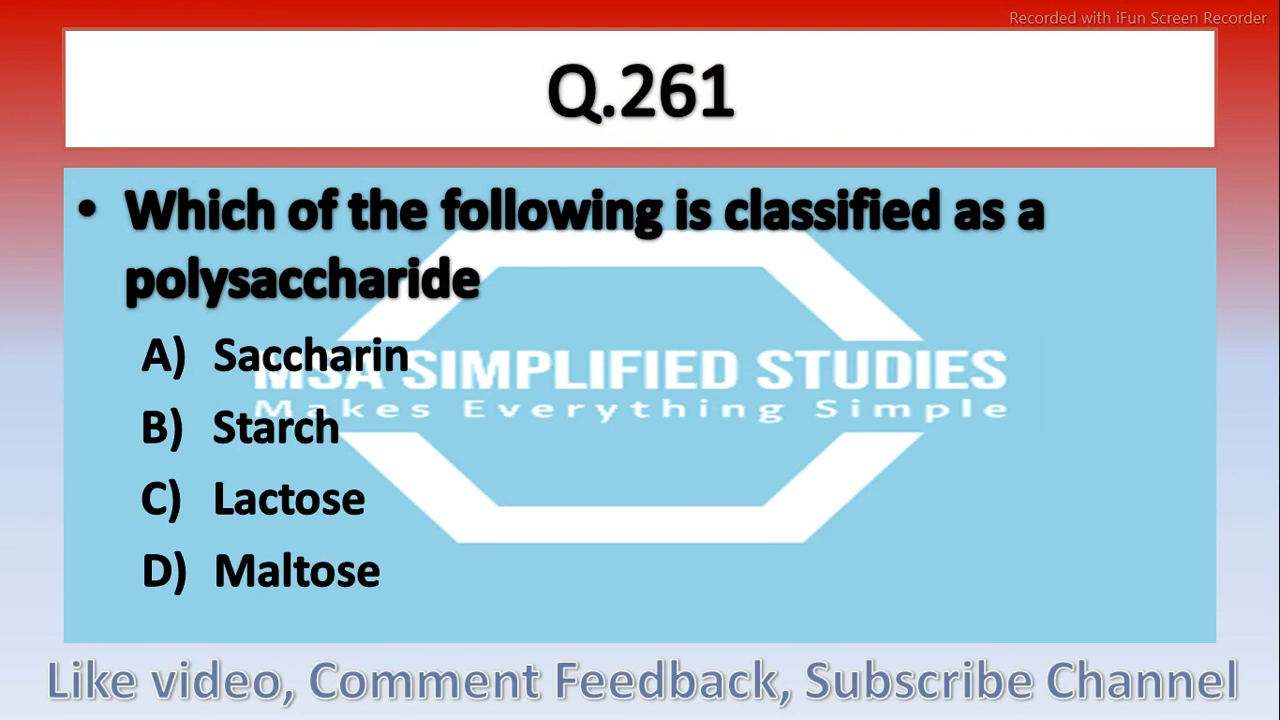 Recorded with iFun Screen Recorder
Q.261
• Which of the following is classified as a
polysaccharide
A) Saccharin
MSA SIMPLIFIED STUDIES
Makes Everything Simple
B) Starch
C) Lactose
D) Maltose
Like video, Comment Feedback, Subscribe Channel